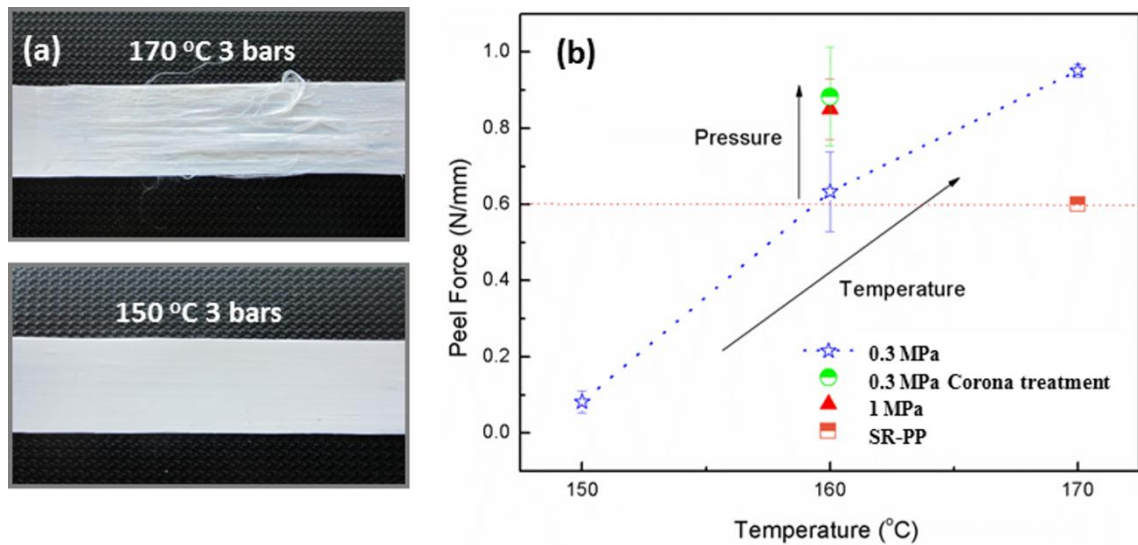 (a)
170 °C 3 bars
150 °C 3 bars
(b)
Peel Force (N/mm)
1.0
0.8
0.6
0.4
0.2
0.0
Pressure
Temperature
0.3 MPa
0.3 MPa Corona treatment
1 MPa
SR-PP
150
160
170
Temperature (°C)